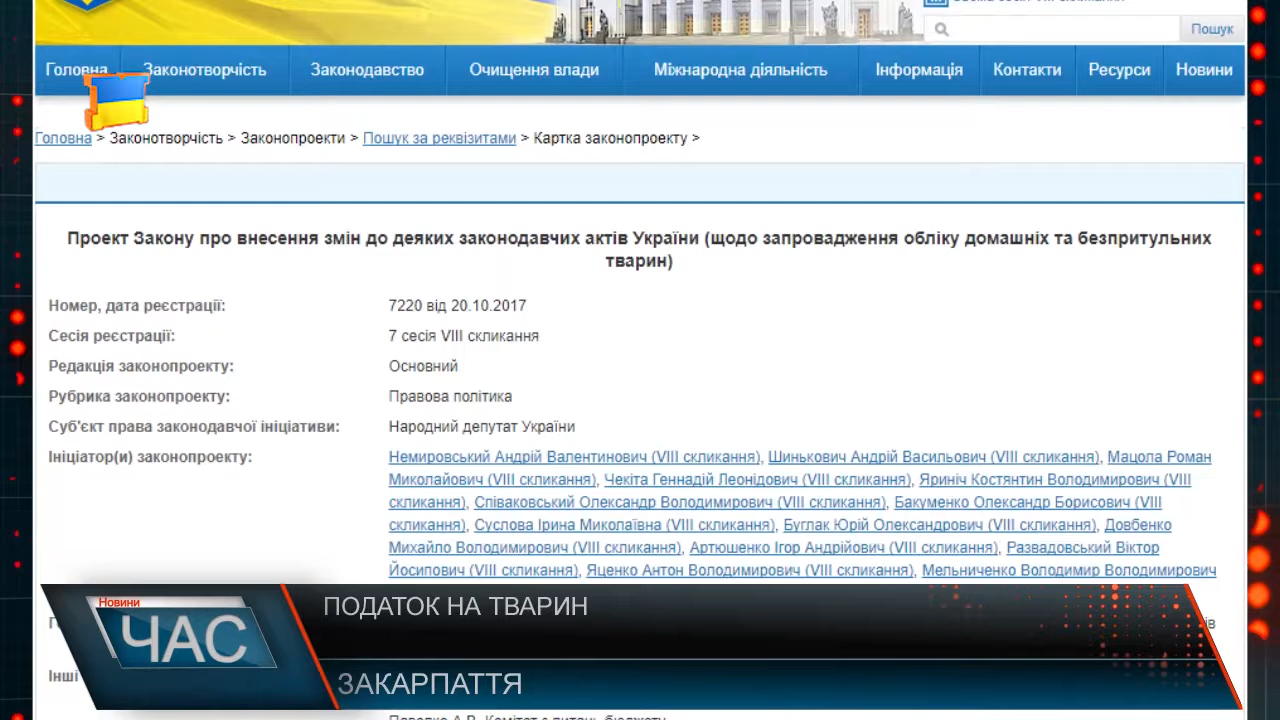 Пошук
Головна Законотворчість Законодавство Очищення влади Міжнародна діяльність Інформація Контакти Ресурси Новини
Головна > Законотворчість > Законопроекти > Пошук за реквізитами > Картка законопроекту >
Проект Закону про внесення змін до деяких законодавчих актів України (щодо запровадження обліку домашніх та безпритульних
тварин)
Номер, дата реєстрації: 7220 від 20.10.2017
Сесія реєстрації: 7 сесія VIII скликання
Редакція законопроекту: Основний
Рубрика законопроекту: Правова політика
Суб'єкт права законодавчої ініціативи: Народний депутат України
Ініціатор(и) законопроекту: Немировський Андрій Валентинович (VIII скликання), Шинькович Андрій Васильович (VIII скликання), Мацола Роман
Миколайович (VIII скликання), Чекіта Геннадій Леонідович (VIII скликання), Яриніч Костянтин Володимирович (VIII
скликання), Співаковський Олександр Володимирович (VIII скликання), Бакуменко Олександр Борисович (VIII
скликання), Суслова Ірина Миколаївна (VIII скликання), Буглак Юрій Олександрович (VIII скликання), Довбенко
Михайло Володимирович (VIII скликання), Артюшенко Ігор Андрійович (VIII скликання), Развадовський Віктор
Йосипович (VIII скликання), Яценко Антон Володимирович (VIII скликання), Мельниченко Володимир Володимирович
Новини
ЧАС
ПОДАТОК НА ТВАРИН
Інші
ЗАКАРПАТТЯ